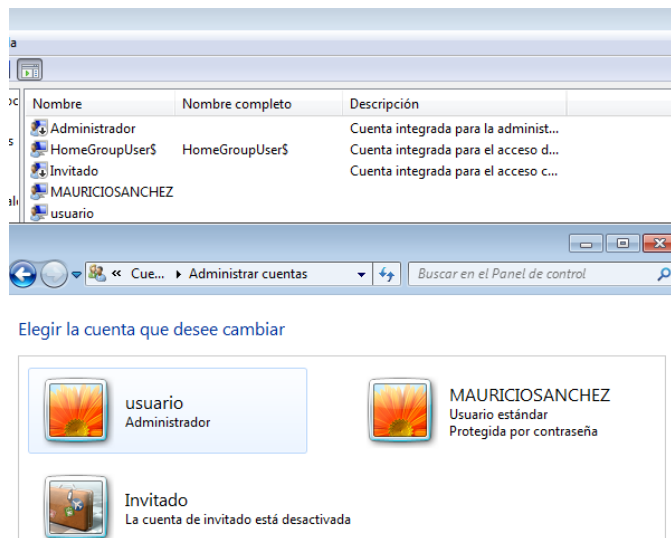 a
Nombre Nombre completo Descripción
Administrador Cuenta integrada para la administ...
HomeGroupUser$ HomeGroupUser$ Cuenta integrada para el acceso d...
Invitado Cuenta integrada para el acceso c...
MAURICIOSANCHEZ
usuario
« Cue... Administrar cuentas Buscar en el Panel de control
Elegir la cuenta que desee cambiar
usuario
Administrador
MAURICIOSANCHEZ
Usuario estándar
Protegida por contraseña
Invitado
La cuenta de invitado está desactivada